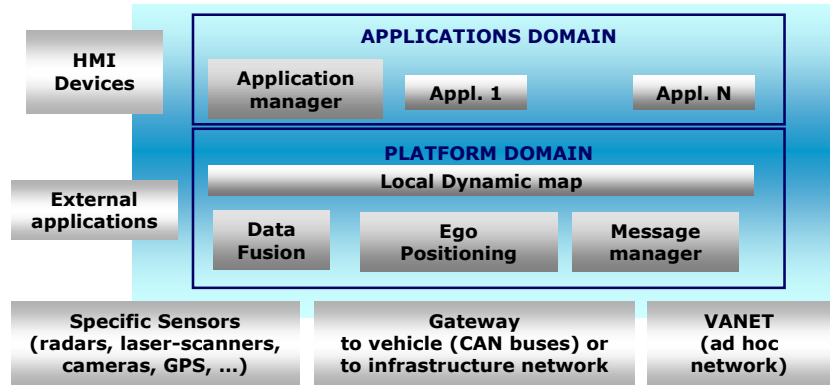 APPLICATIONS DOMAIN
HMI
Devices
Application
manager
Appl. 1
Appl. N
PLATFORM DOMAIN
Local Dynamic map
External
applications
Data
Fusion
Ego
Positioning
Message
manager
Specific Sensors
(radars, laser-scanners,
cameras, GPS, ...)
Gateway
to vehicle (CAN buses) or
to infrastructure network
VANET
(ad hoc
network)